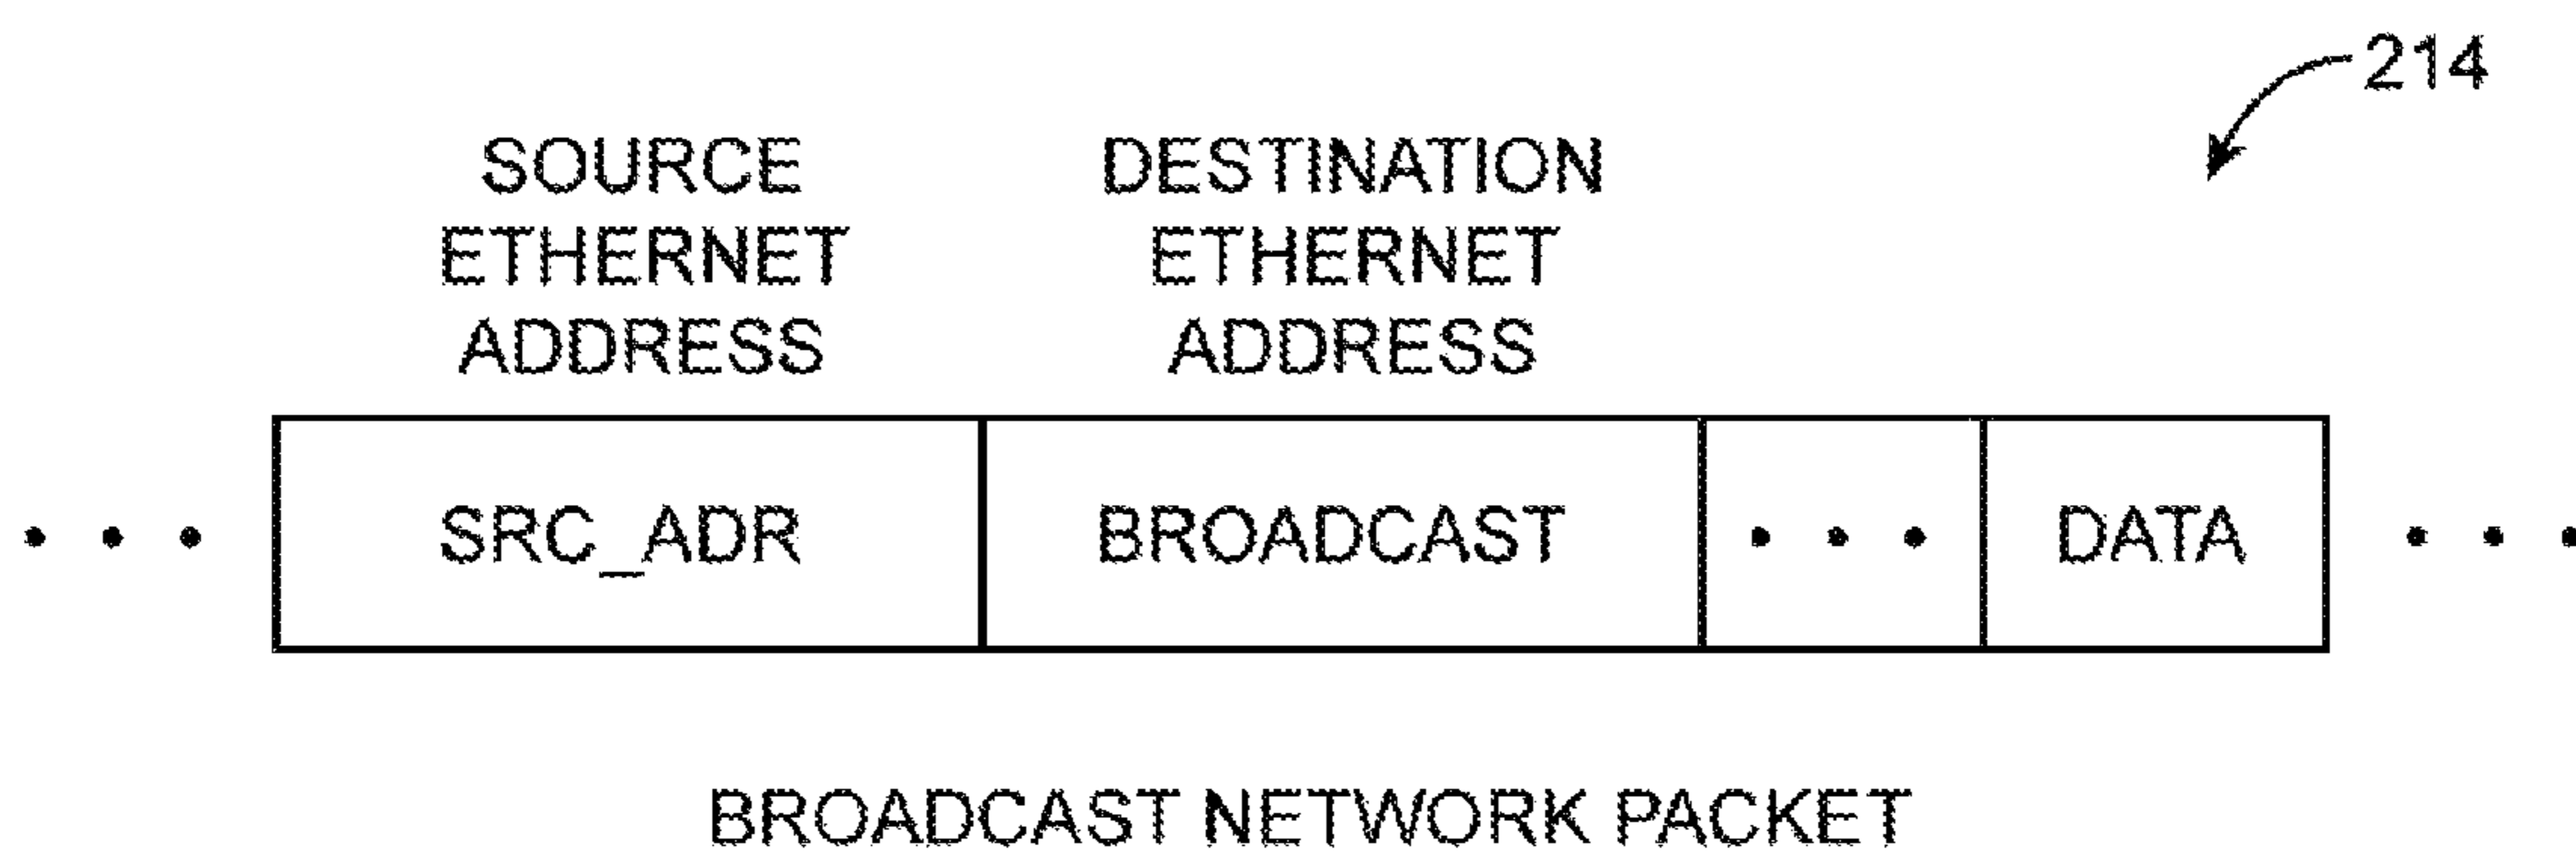 214
SOURCE
ETHERNET
ADDRESS
DESTINATION
ETHERNET
ADDRESS
• • • SRC_ADR BROADCAST • • • DATA • • •
BROADCAST NETWORK PACKET